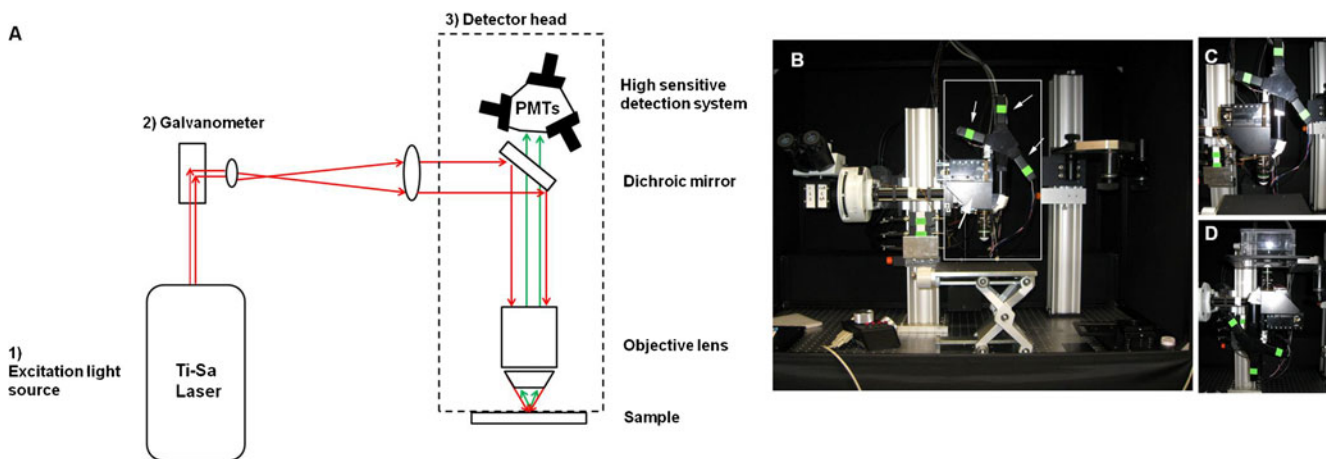 A
3) Detector head
High sensitive
detection system
PMTs
2) Galvanometer
Dichroic mirror
1)
Excitation light
source
Ti-Sa
Laser
Objective lens
Sample
B
C
D